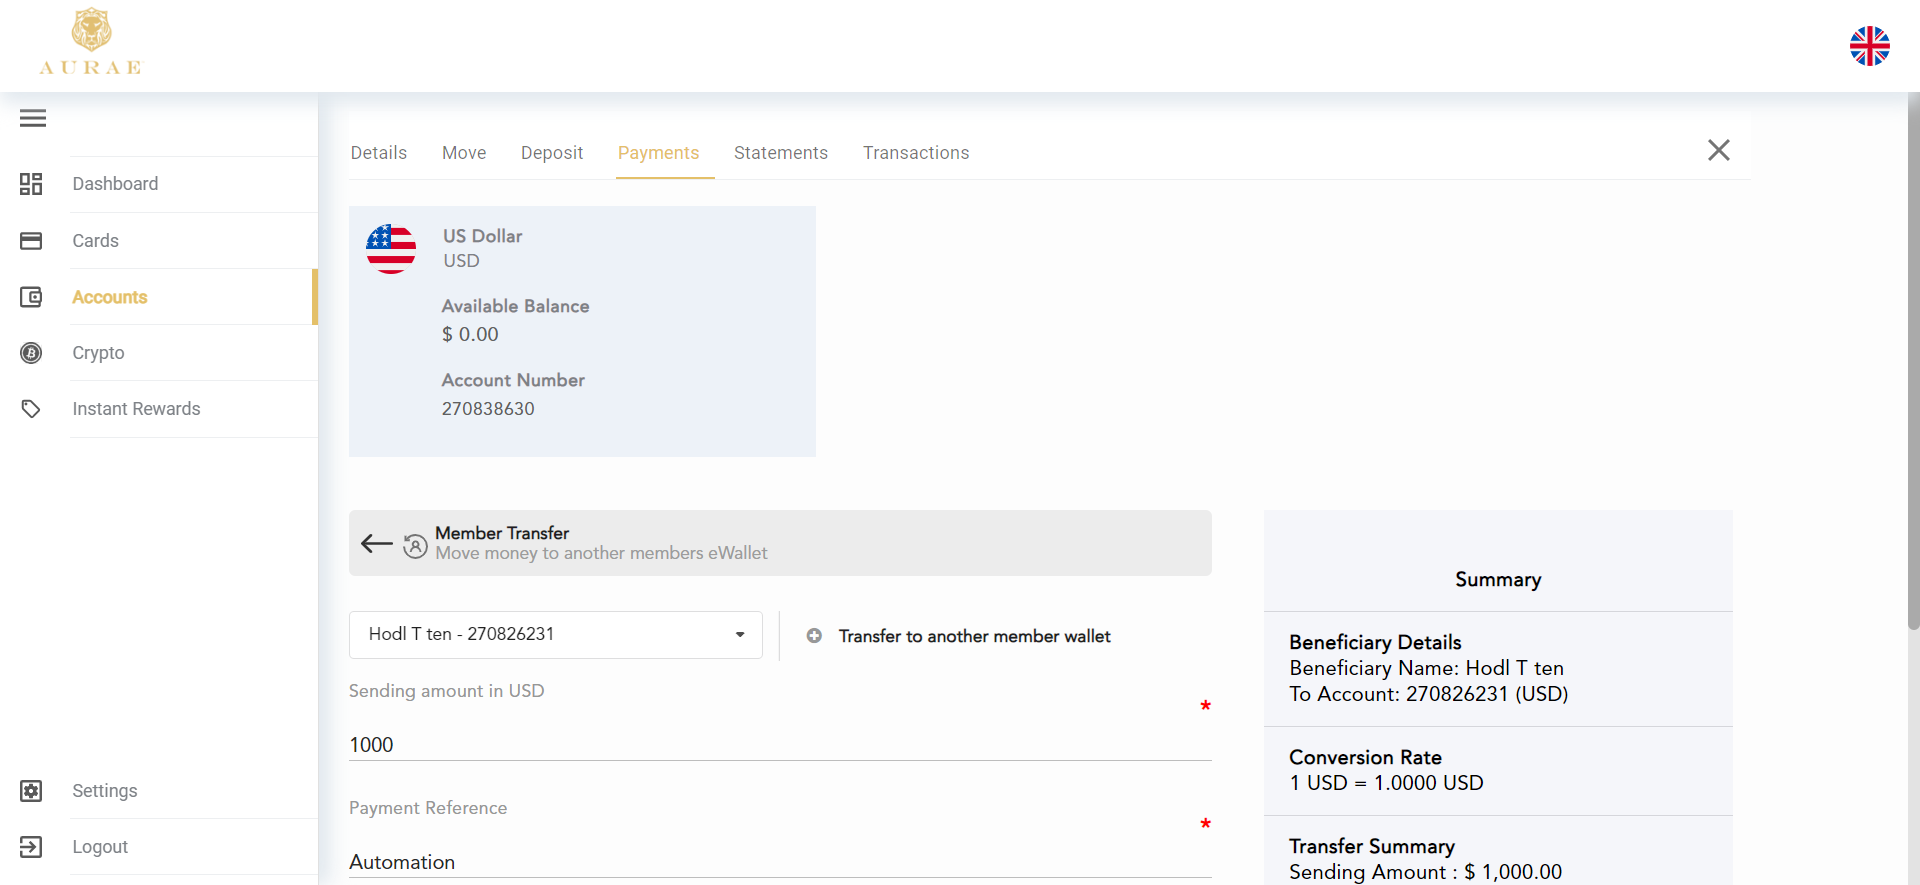 AURAE
Dashboard
Cards
Accounts
Crypto
Instant Rewards
Settings
Logout
Details
Move
Deposit
Payments
Statements
Transactions
US Dollar
USD
Available Balance
$ 0.00
Account Number
270838630
Member Transfer
Move money to another members eWallet
Hodl T ten - 270826231
Transfer to another member wallet
Sending amount in USD
*
1000
Payment Reference
*
Automation
Summary
Beneficiary Details
Beneficiary Name: Hodl T ten
To Account: 270826231 (USD)
Conversion Rate
1 USD = 1.0000 USD
Transfer Summary
Sending Amount : $ 1,000.00